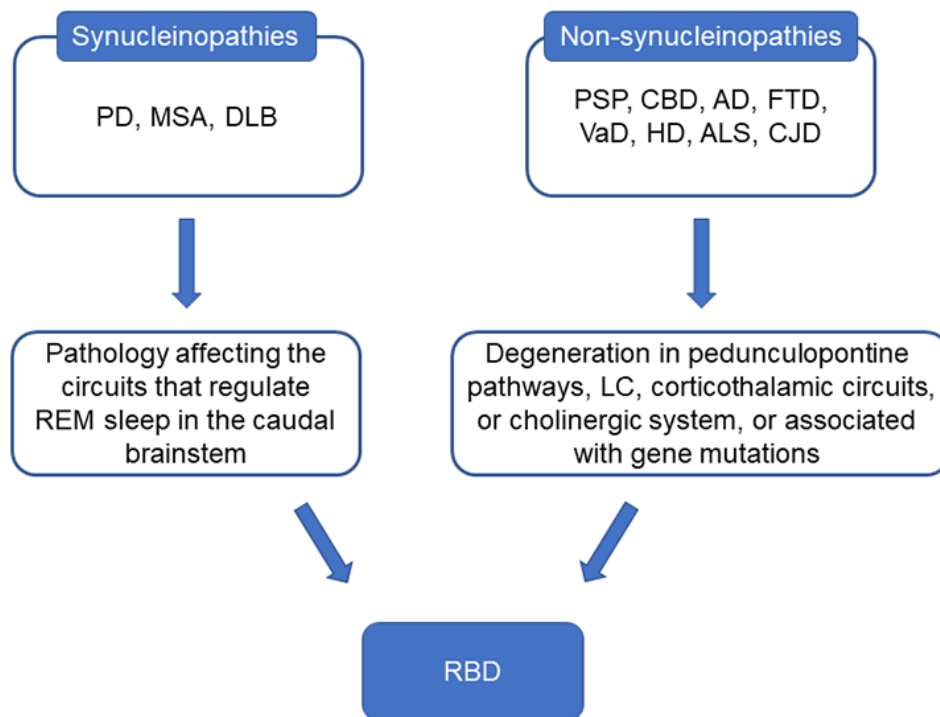 Synucleinopathies
PD, MSA, DLB
Non-synucleinopathies
PSP, CBD, AD, FTD,
VaD, HD, ALS, CJD
Pathology affecting the
circuits that regulate
REM sleep in the caudal
brainstem
Degeneration in pedunculopontine
pathways, LC, corticothalamic circuits,
or cholinergic system, or associated
with gene mutations
RBD